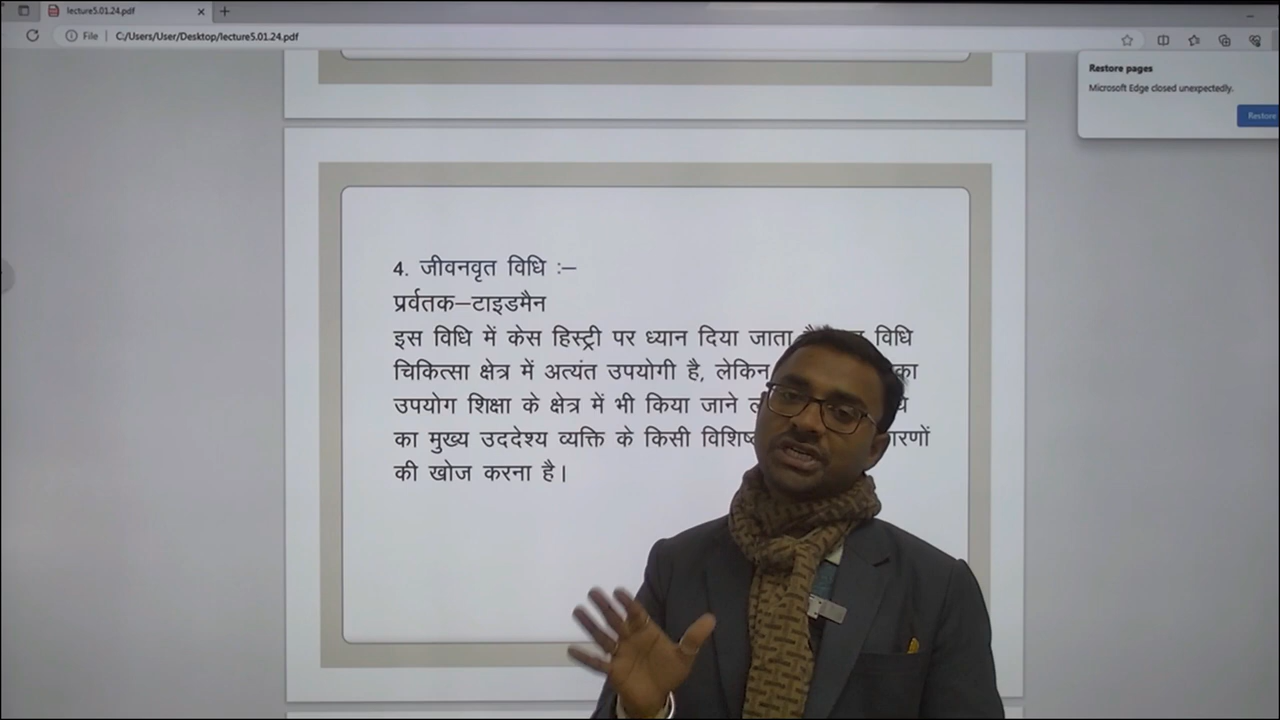 lecture5.01.24.pdf
File
C:/Users/User/Desktop/lecture5.01.24.pdf
Restore pages
Microsoft Edge closed unexpectedly.
Restore
4. जीवनवृत विधि :–
प्रर्वतक–टाइडमैन
इस विधि में केस हिस्ट्री पर ध्यान दिया जाता विधि
चिकित्सा क्षेत्र में अत्यंत उपयोगी है, लेकिन
उपयोग शिक्षा के क्षेत्र में भी किया जाने
का मुख्य उददेश्य व्यक्ति के किसी
की खोज करना है।